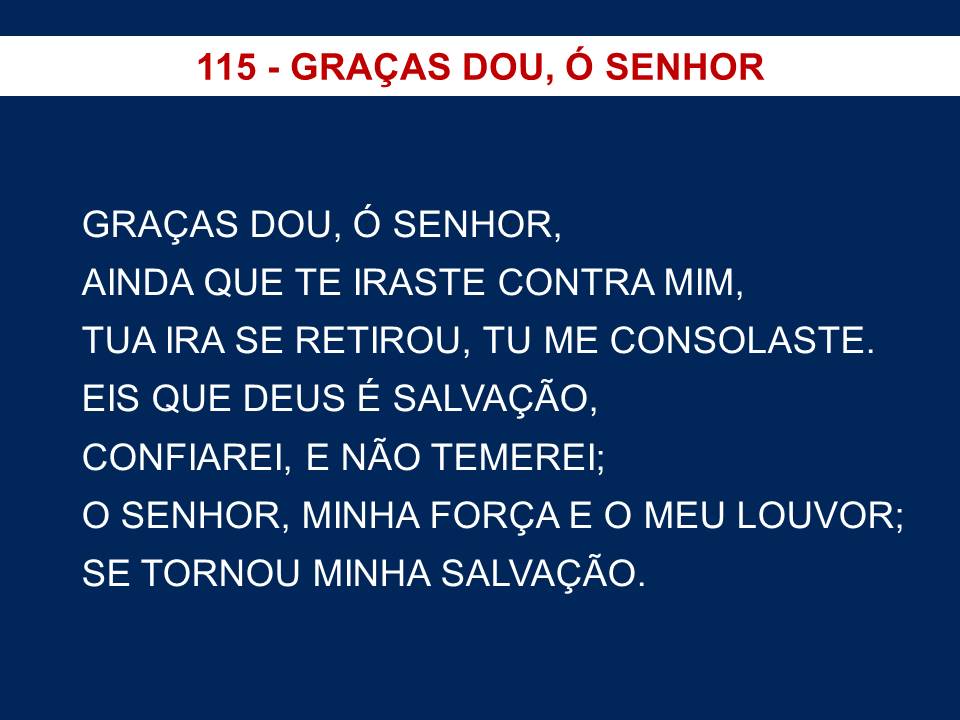 115 - GRAÇAS DOU, Ó SENHOR
GRAÇAS DOU, Ó SENHOR,
AINDA QUE TE IRASTE CONTRA MIM,
TUA IRA SE RETIROU, TU ME CONSOLASTE.
EIS QUE DEUS É SALVAÇÃO,
CONFIAREI, E NÃO TEMEREI;
O SENHOR, MINHA FORÇA E O MEU LOUVOR;
SE TORNOU MINHA SALVAÇÃO.